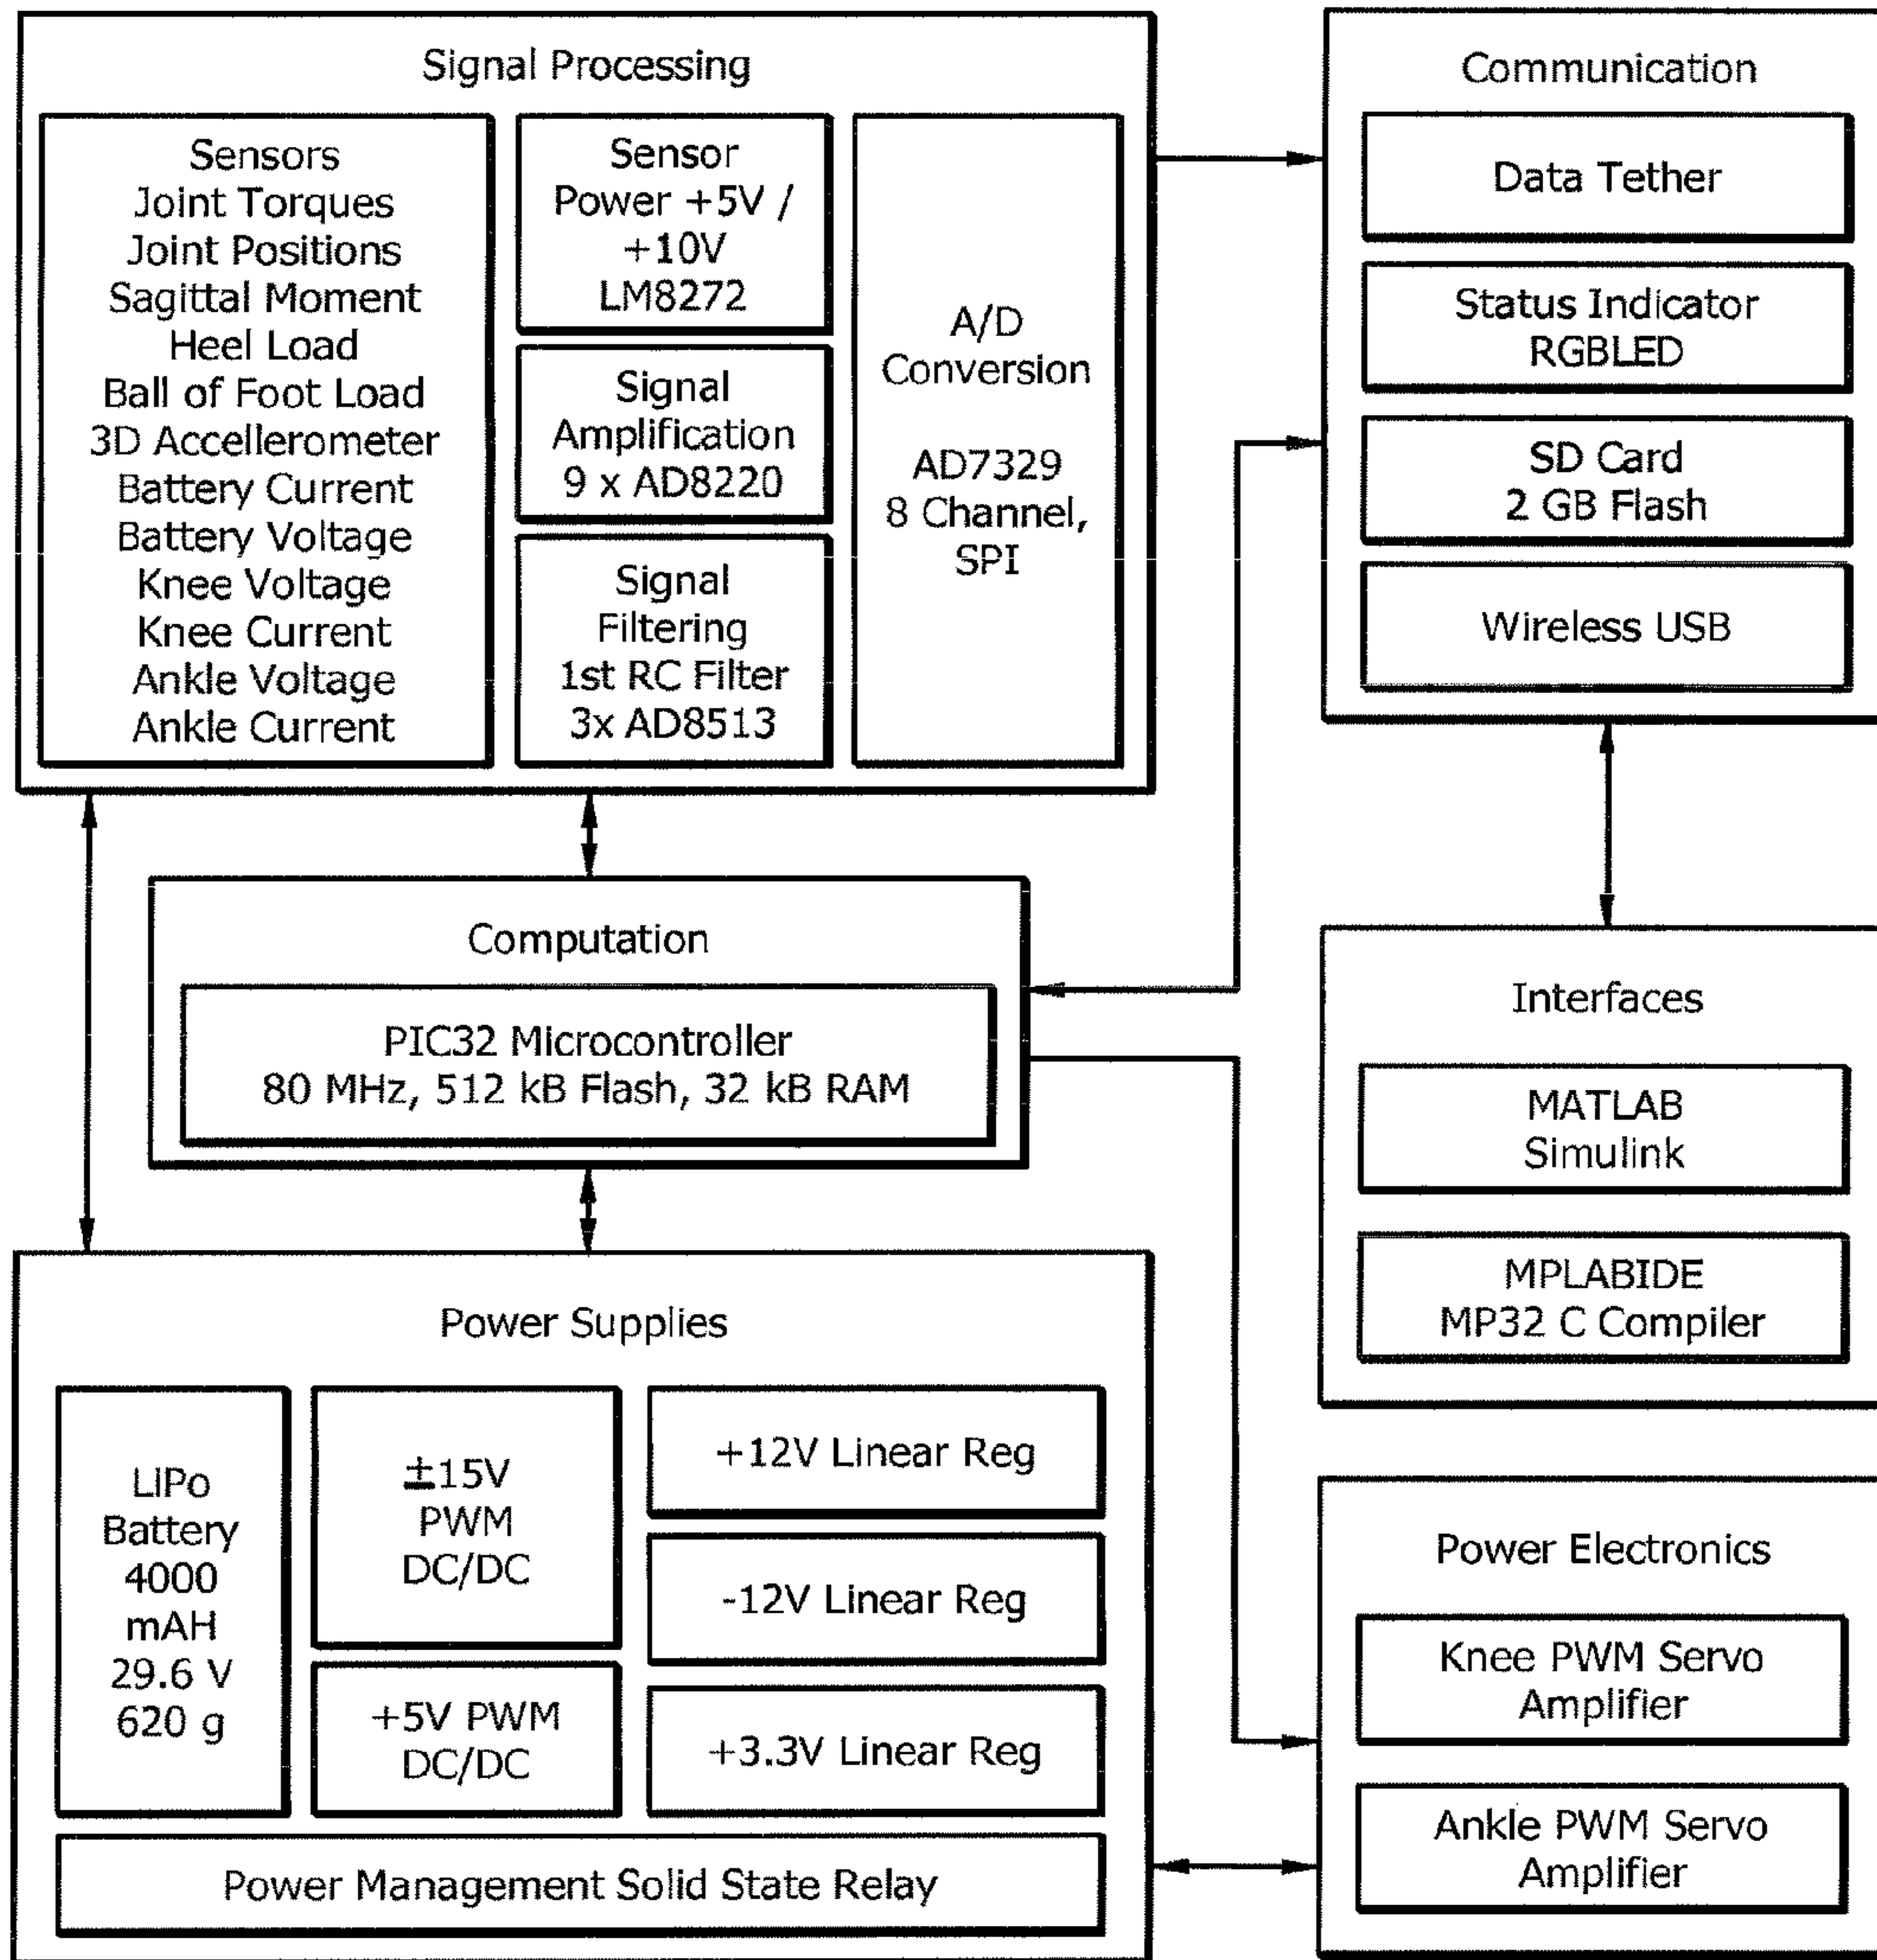 Signal Processing
Sensors
Joint Torques
Joint Positions
Sagittal Moment
Heel Load
Ball of Foot Load
3D Accellerometer
Battery Current
Battery Voltage
Knee Voltage
Knee Current
Ankle Voltage
Ankle Current
Sensor
Power +5V /
+10V
LM8272
Signal
Amplification
9 x AD8220
Signal
Filtering
1st RC Filter
3x AD8513
A/D
Conversion
AD7329
8 Channel,
SPI
Communication
Data Tether
Status Indicator
RGBLED
SD Card
2 GB Flash
Wireless USB
Computation
PIC32 Microcontroller
80 MHz, 512 kB Flash, 32 kB RAM
Interfaces
MATLAB
Simulink
MPLABIDE
MP32 C Compiler
Power Supplies
LiPo
Battery
4000
mAH
29.6 V
620 g
±15V
PWM
DC/DC
+5V PWM
DC/DC
+12V Linear Reg
-12V Linear Reg
+3.3V Linear Reg
Power Management Solid State Relay
Power Electronics
Knee PWM Servo
Amplifier
Ankle PWM Servo
Amplifier